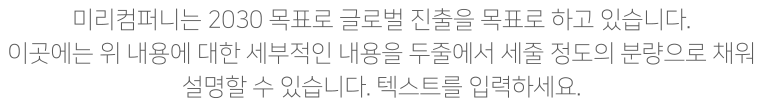 미리컴퍼니는 2030 목표로 글로벌 진출을 목표로 하고 있습니다.
이곳에는 위 내용에 대한 세부적인 내용을 두줄에서 세줄 정도의 분량으로 채워
설명할 수 있습니다. 텍스트를 입력하세요.